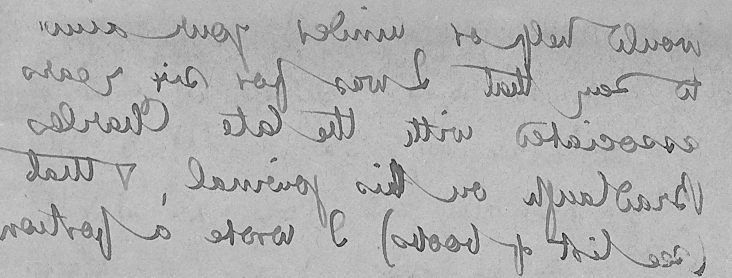 would help or under your own
to say that I was for six years
associated with the late Charles
Bradlaugh on his journal, & that
(see list of books) I wrote a portion